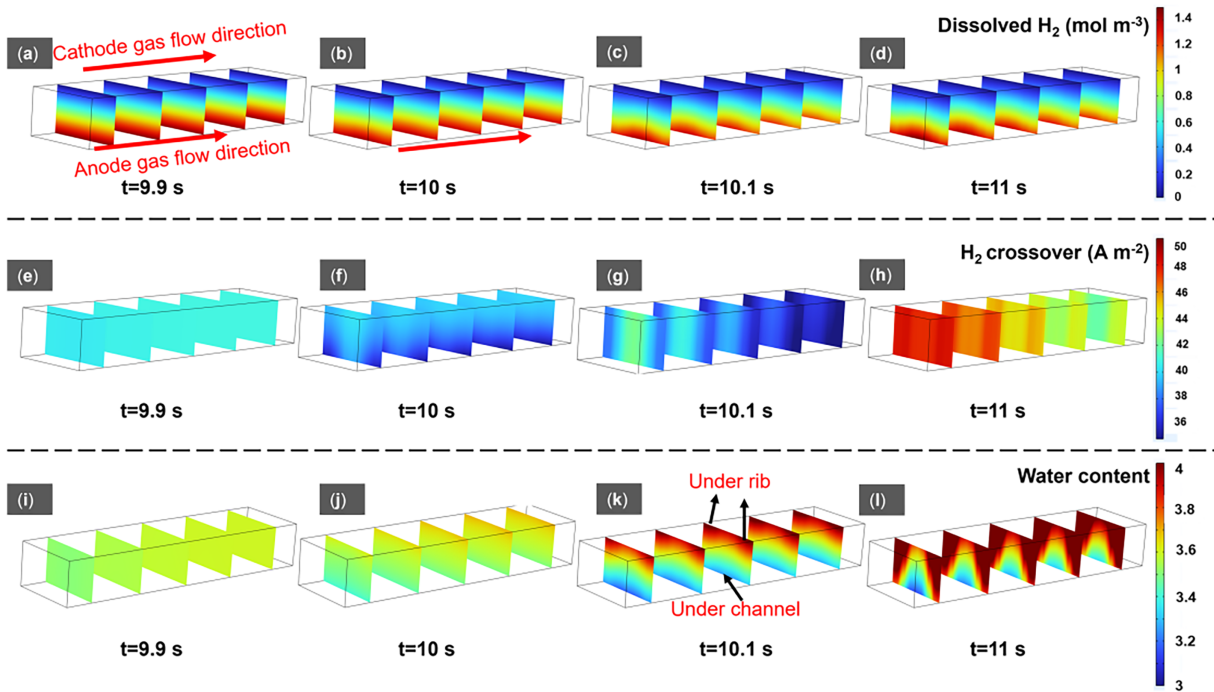 Dissolved H₂ (mol m⁻³)
(a)
(b)
(c)
(d)
Cathode gas flow direction
Anode gas flow direction
1.4
1.2
1
0.8
0.6
0.4
0.2
0
t=9.9 s
t=10 s
t=10.1 s
t=11 s
H₂ crossover (A m⁻²)
(e)
(f)
(g)
(h)
50
48
46
44
42
40
38
36
t=9.9 s
t=10 s
t=10.1 s
t=11 s
Water content
(i)
(j)
(k)
(l)
Under rib
Under channel
4
3.8
3.6
3.4
3.2
3
t=9.9 s
t=10 s
t=10.1 s
t=11 s